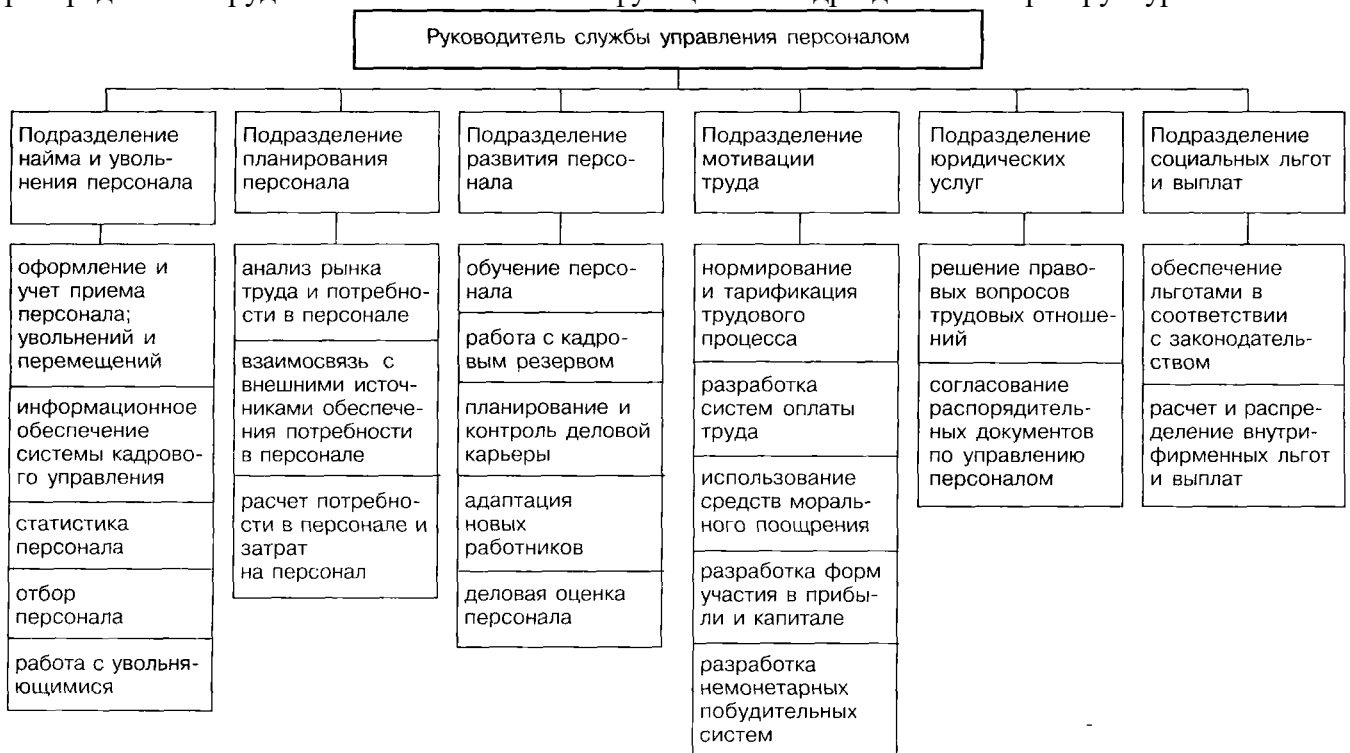 Руководитель службы управления персоналом
Подразделение
найма и уволь-
нения персонала
Подразделение
планирования
персонала
Подразделение
развития персо-
нала
Подразделение
мотивации
труда
Подразделение
юридических
услуг
Подразделение
социальных льгот
и выплат
оформление и
учет приема
персонала;
увольнений и
перемещений
информационное
обеспечение
системы кадрово-
го управления
статистика
персонала
отбор
персонала
работа с увольня-
ющимися
анализ рынка
труда и потребно-
сти в персонале
взаимосвязь с
внешними источ-
никами обеспече-
ния потребности
в персонале
расчет потребно-
сти в персонале и
затрат
на персонал
обучение персо-
нала
работа с кадро-
вым резервом
планирование и
контроль деловой
карьеры
адаптация
новых
работников
деловая оценка
персонала
нормирование
и тарификация
трудового
процесса
разработка
систем оплаты
труда
использование
средств мораль-
ного поощрения
разработка форм
участия в прибы-
ли и капитале
разработка
немонетарных
побудительных
систем
решение право-
вых вопросов
трудовых отноше-
ний
согласование
распорядитель-
ных документов
по управлению
персоналом
обеспечение
льготами в
соответствии
с законодатель-
ством
расчет и распре-
деление внутри-
фирменных льгот
и выплат